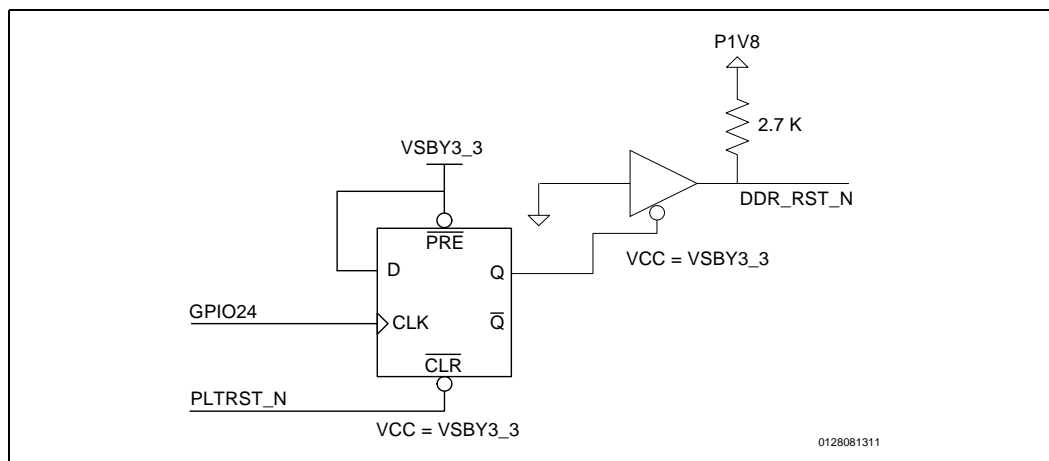 P1V8
2.7 K
VSBY3_3
DDR_RST_N
PRE
D
Q
VCC = VSBY3_3
GPIO24
CLK
Q
CLR
PLTRST_N
VCC = VSBY3_3
0128081311